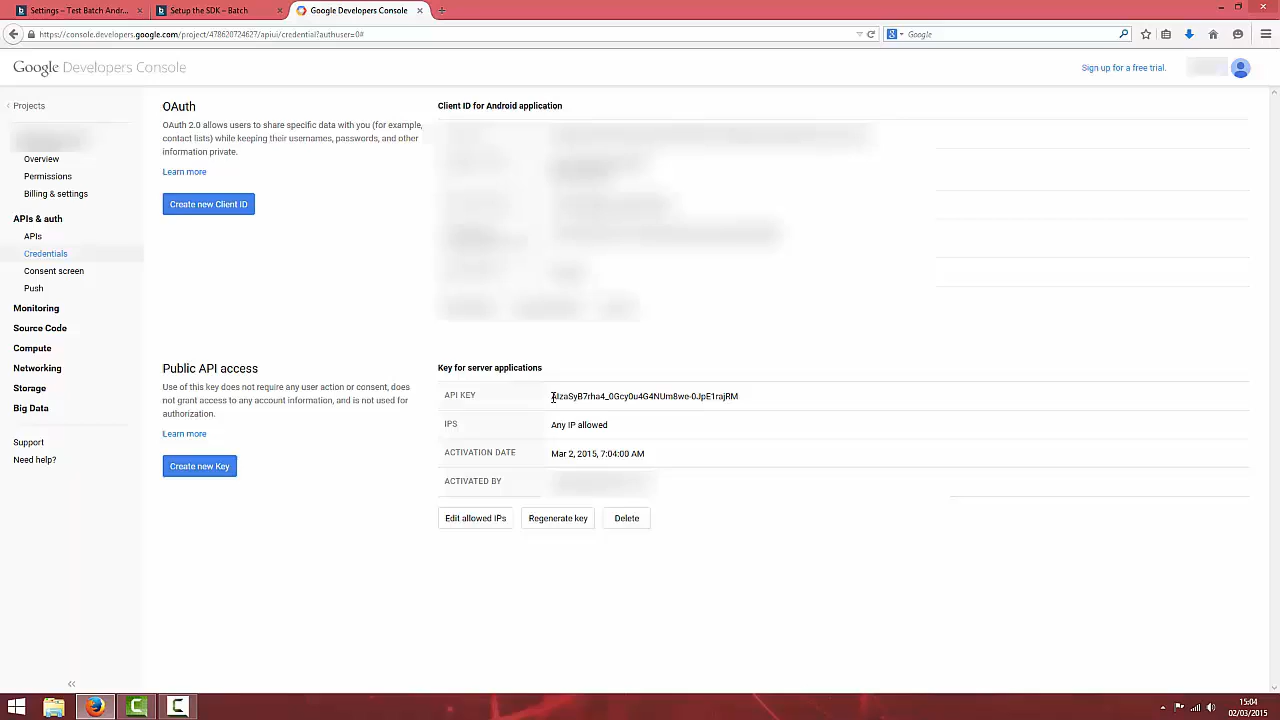 Settings – Test Batch Andr...
Setup the SDK – Batch
Google Developers Console
https://console.developers.google.com/project/478620724627/apiui/credential?authuser=0#
Google
Google Developers Console
Sign up for a free trial.
Projects
Overview
Permissions
Billing & settings
APIs & auth
APIs
Credentials
Consent screen
Push
Monitoring
Source Code
Compute
Networking
Storage
Big Data
Support
Need help?
OAuth
OAuth 2.0 allows users to share specific data with you (for example,
contact lists) while keeping their usernames, passwords, and other
information private.
Learn more
Create new Client ID
Client ID for Android application
Public API access
Use of this key does not require any user action or consent, does
not grant access to any account information, and is not used for
authorization.
Learn more
Create new Key
Key for server applications
API KEY AIzaSyB7rha4_0Gcy0u4G4NUm8we-0JpE1rajRM
IPS Any IP allowed
ACTIVATION DATE Mar 2, 2015, 7:04:00 AM
ACTIVATED BY
Edit allowed IPs Regenerate key Delete
15:04
02/03/2015